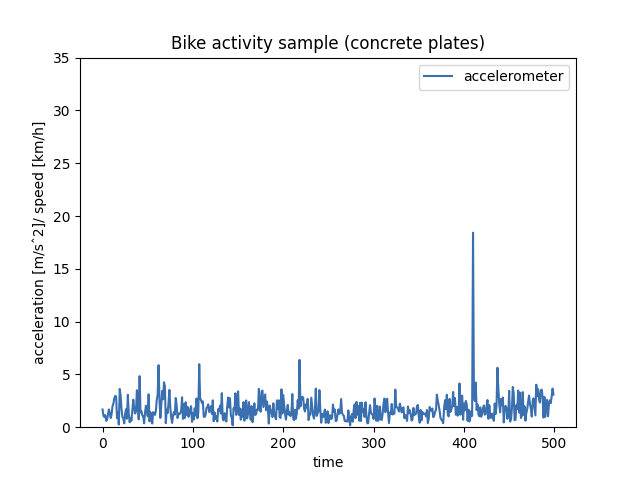 Bike activity sample (concrete plates)
accelerometer
acceleration [m/s^2]/ speed [km/h]
35
30
25
20
15
10
5
0
0 100 200 300 400 500
time